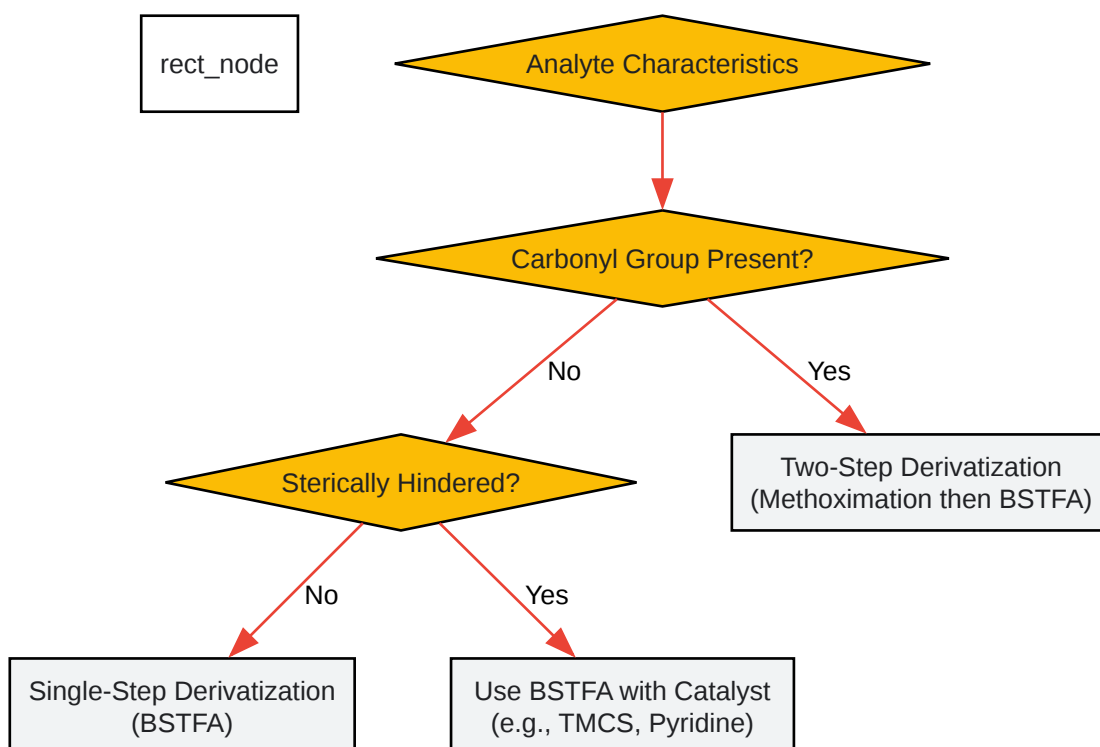 rect_node
Analyte Characteristics
Carbonyl Group Present?
No
Yes
Sterically Hindered?
Two-Step Derivatization
(Methoximation then BSTFA)
No
Yes
Single-Step Derivatization
(BSTFA)
Use BSTFA with Catalyst
(e.g., TMCS, Pyridine)